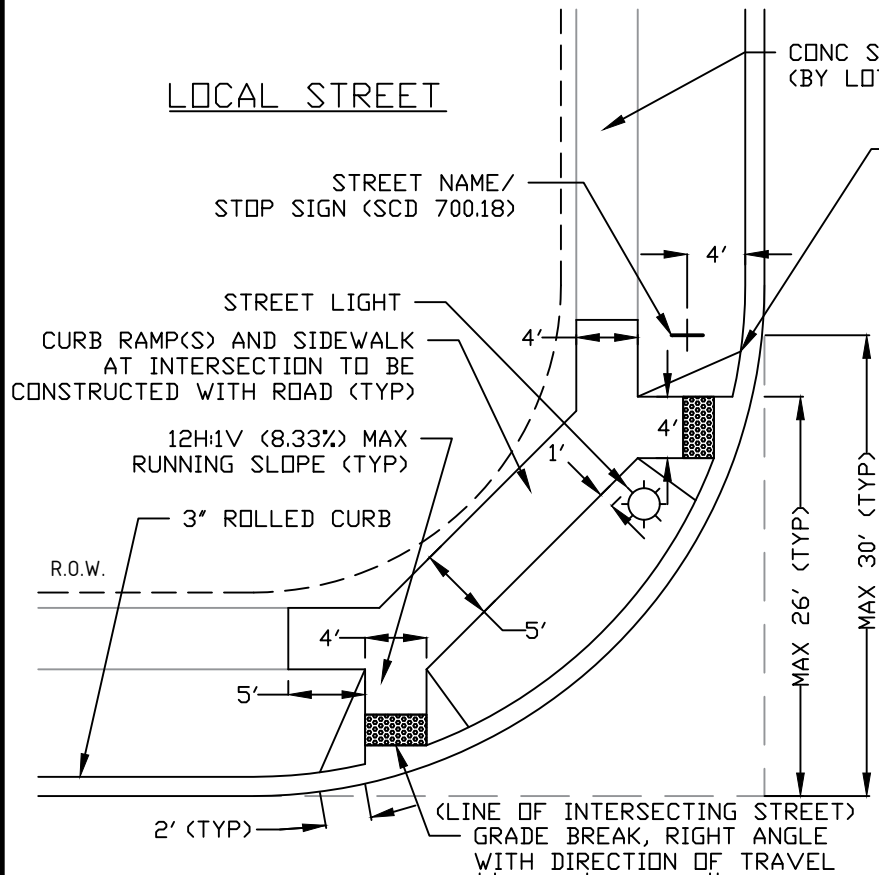 LOCAL STREET
CONC S
(BY LOT
STREET NAME/
STOP SIGN (SCD 700.18)
4'
STREET LIGHT
4'
CURB RAMP(S) AND SIDEWALK
AT INTERSECTION TO BE
CONSTRUCTED WITH ROAD (TYP)
4'
12H:1V (8.33%) MAX
RUNNING SLOPE (TYP)
1'
3" ROLLED CURB
R.O.W.
MAX 26' (TYP)
MAX 30' (TYP)
5'
4'
5'
2' (TYP)
(LINE OF INTERSECTING STREET)
GRADE BREAK, RIGHT ANGLE
WITH DIRECTION OF TRAVEL